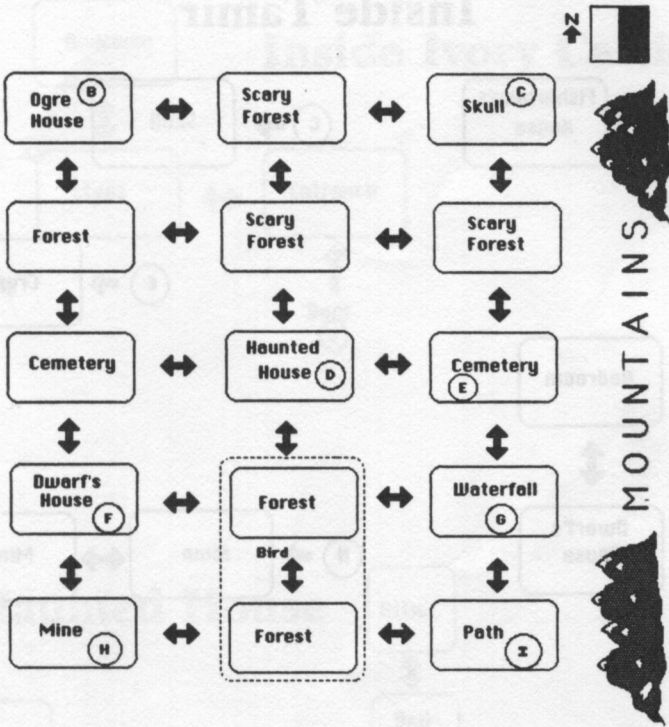 N
Ogre B
House
Scary
Forest
C
Skull
Forest
Scary
Forest
Scary
Forest
Cemetery
Haunted
House D
Cemetery
E
Dwarf's
House
F
Forest
Waterfall
G
Bird
Mine
H
Forest
Path
I
MOUNTAINS